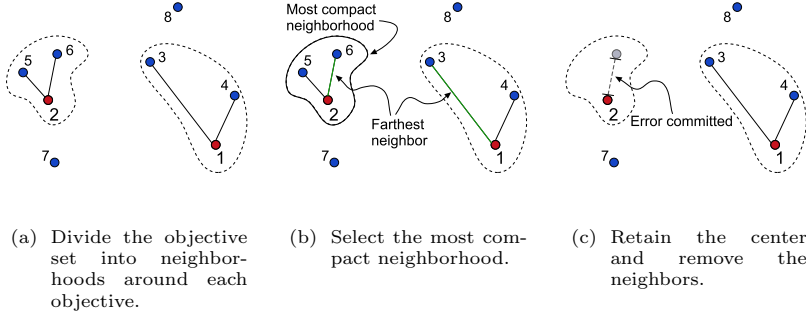 8
5
6
3
4
2
7
1
Most compact
neighborhood
8
5
6
3
4
2
Farthest
neighbor
7
1
8
3
4
2
Error committed
7
1
(a) Divide the objective
set into neighbor-
hoods around each
objective.
(b) Select the most com-
pact neighborhood.
(c) Retain the center
and remove the
neighbors.